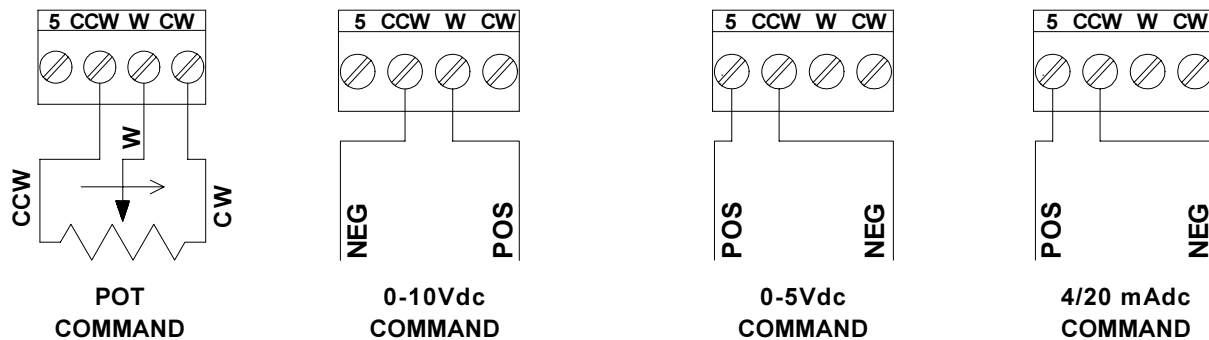 5 CCW W CW
CCW
W
CW
POT
COMMAND
5 CCW W CW
NEG
POS
0-10Vdc
COMMAND
5 CCW W CW
POS
NEG
0-5Vdc
COMMAND
5 CCW W CW
POS
NEG
4/20 mAdc
COMMAND